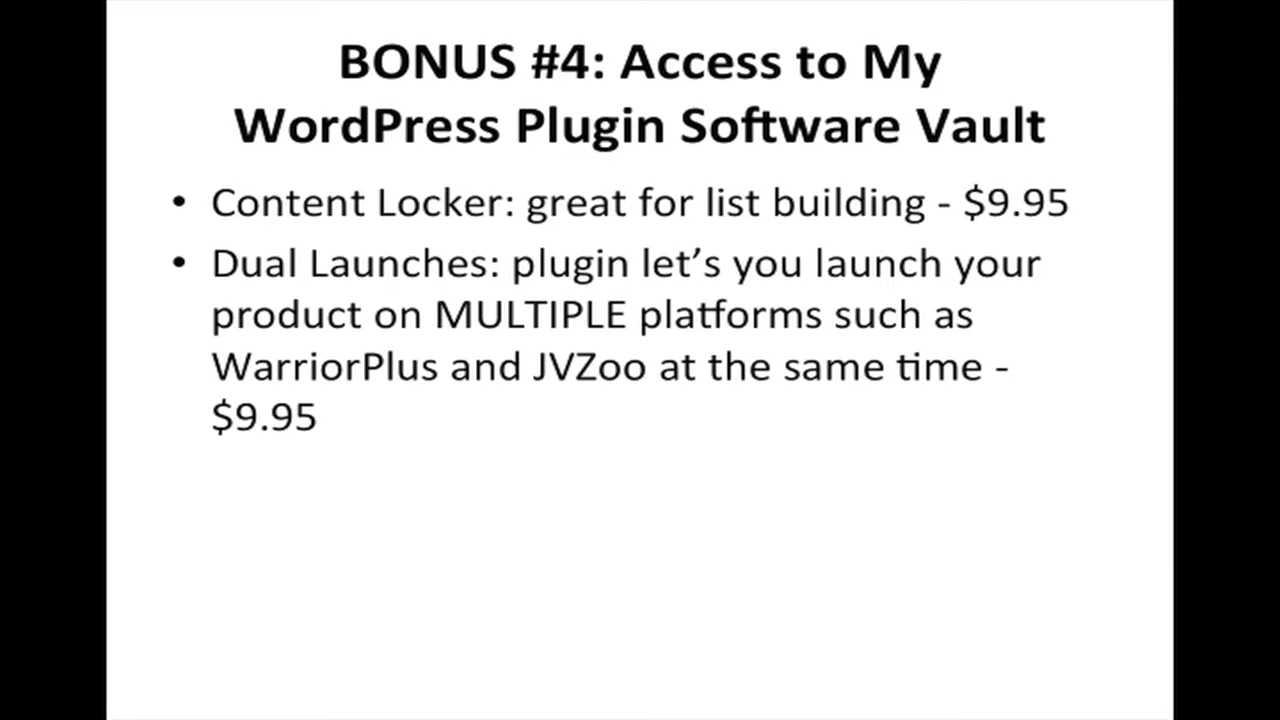 BONUS #4: Access to My
WordPress Plugin Software Vault
• Content Locker: great for list building - $9.95
• Dual Launches: plugin let’s you launch your
product on MULTIPLE platforms such as
WarriorPlus and JVZoo at the same time -
$9.95